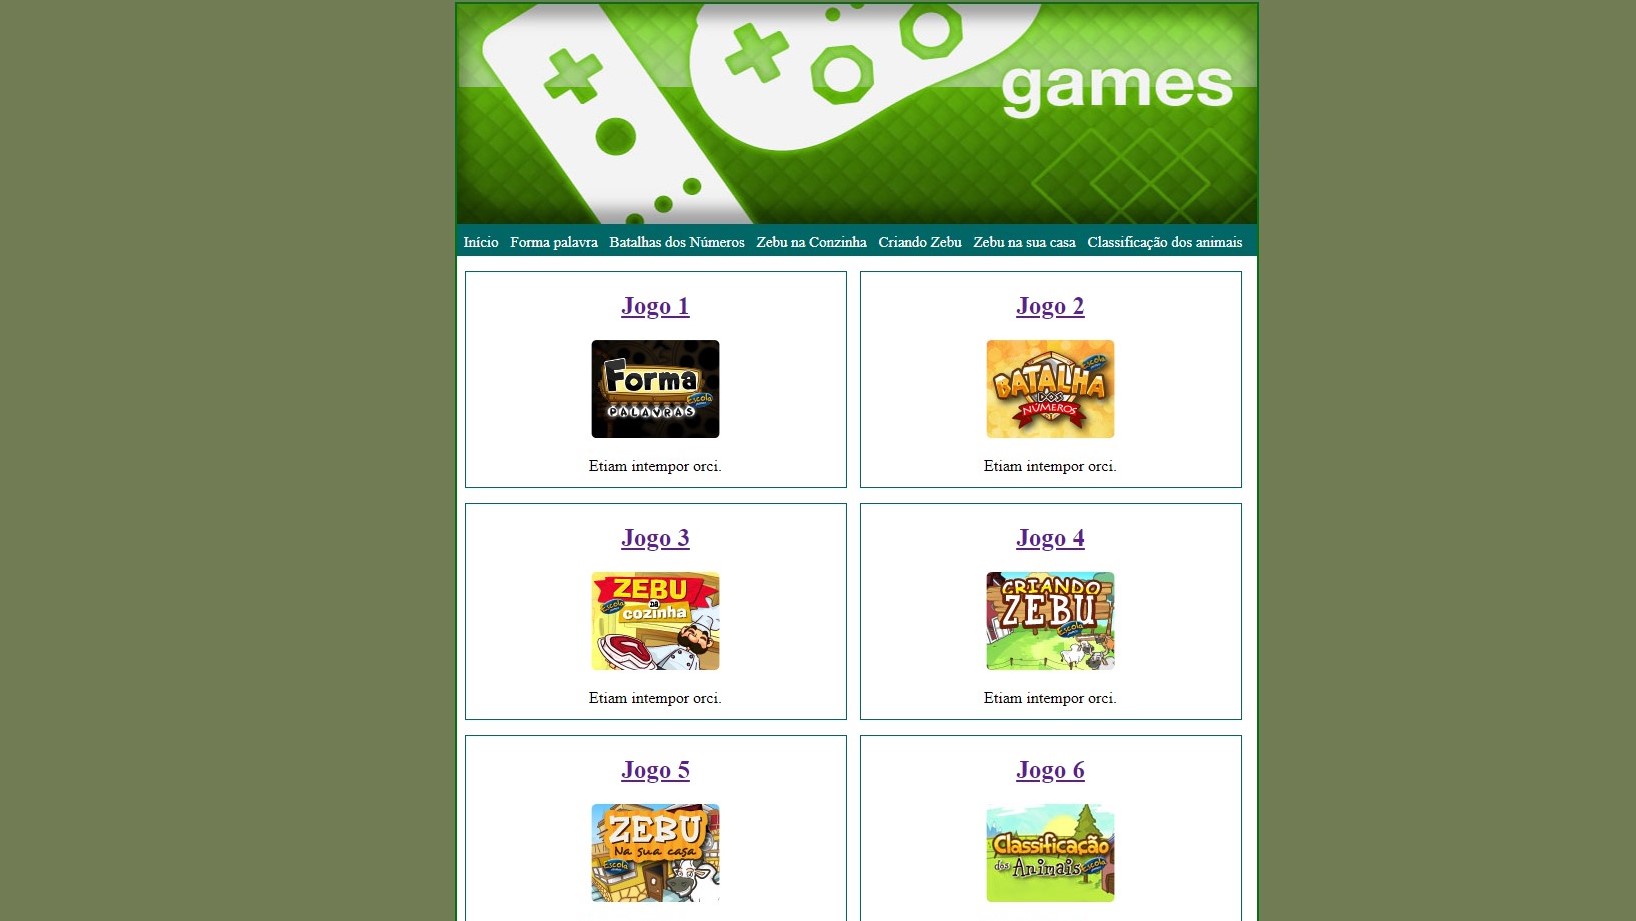 games
Início Forma palavra Batalhas dos Números Zebu na Conzinha Criando Zebu Zebu na sua casa Classificação dos animais
Jogo 1
Forma
Escola
PALAVRAS
Etiam intempor orci.
Jogo 2
Escola
BATALHA
DOS
NÚMEROS
Etiam intempor orci.
Jogo 3
ZEBU
na
Escola
cozinha
Etiam intempor orci.
Jogo 4
CRIANDO
ZEBU
Escola
Etiam intempor orci.
Jogo 5
ZEBU
Na sua casa
Escola
Jogo 6
Classificação
dos Animais
Escola